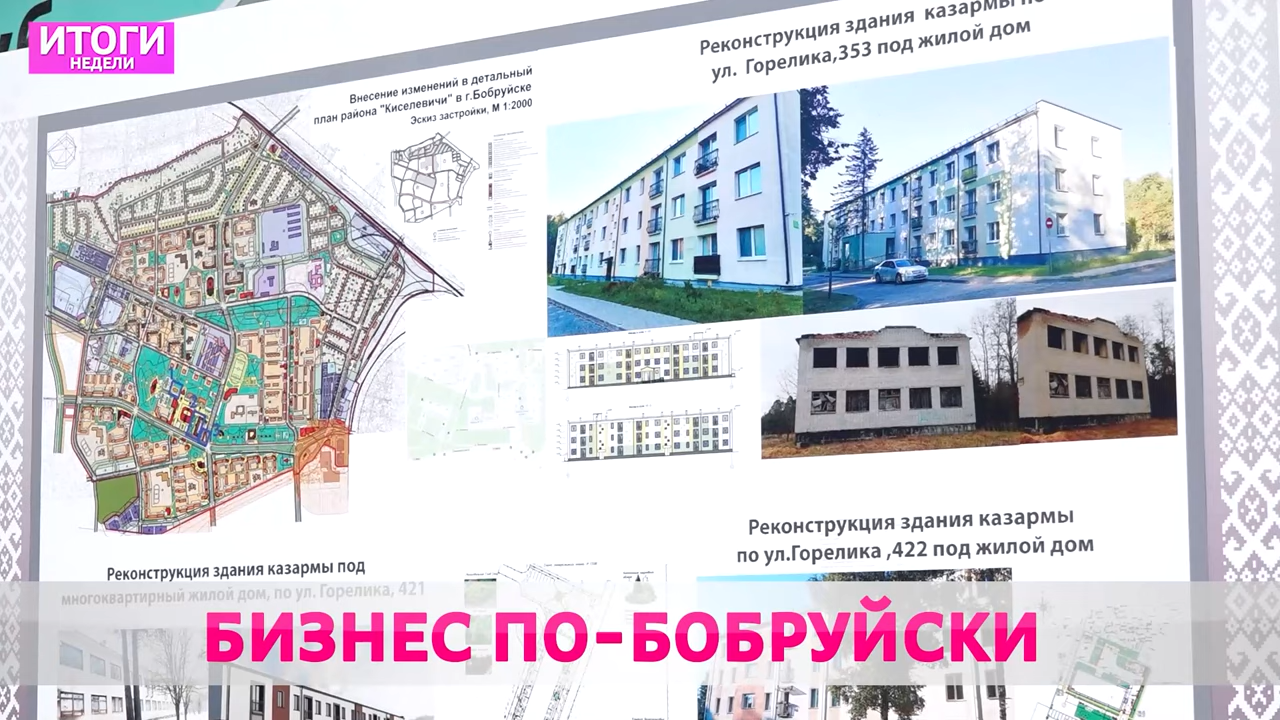 ИТОГИ
НЕДЕЛИ
Внесение изменений в детальный
план района "Киселевичи" в г.Бобруйске
Эскиз застройки, М 1:2000
Реконструкция здания казармы по
ул. Горелика,353 под жилой дом
Реконструкция здания казармы
по ул.Горелика ,422 под жилой дом
Реконструкция здания казармы под
многоквартирный жилой дом, по ул. Горелика, 421
БИЗНЕС ПО-БОБРУЙСКИ